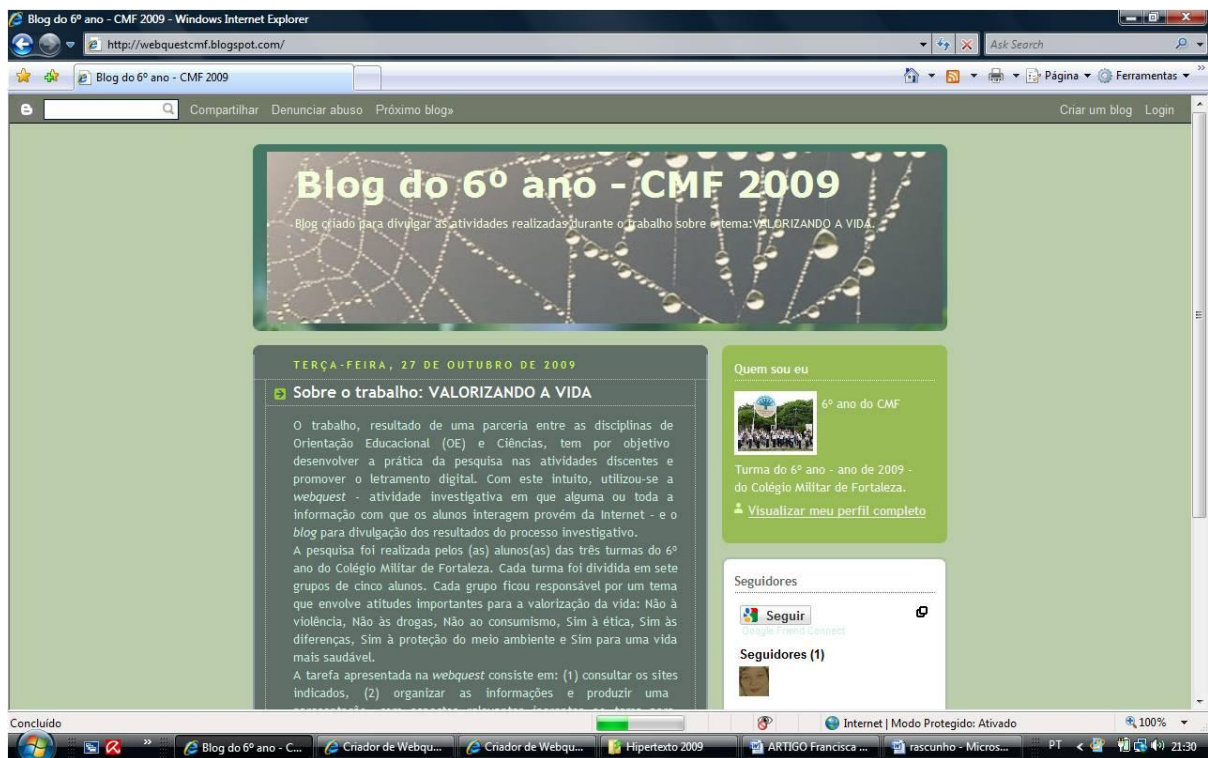 Blog do 6º ano - CMF 2009 - Windows Internet Explorer
http://webquestcmf.blogspot.com/
Ask Search
Blog do 6º ano - CMF 2009
Página
Ferramentas
Compartilhar Denunciar abuso Próximo blog»
Criar um blog Login
Blog do 6º ano - CMF 2009
Blog criado para divulgar as atividades realizadas durante o trabalho sobre o tema:VALORIZANDO A VIDA.
TERÇA-FEIRA, 27 DE OUTUBRO DE 2009
Sobre o trabalho: VALORIZANDO A VIDA
O trabalho, resultado de uma parceria entre as disciplinas de
Orientação Educacional (OE) e Ciências, tem por objetivo
desenvolver a prática da pesquisa nas atividades discentes e
promover o letramento digital. Com este intuito, utilizou-se a
webquest - atividade investigativa em que alguma ou toda a
informação com que os alunos interagem provém da Internet - e o
blog para divulgação dos resultados do processo investigativo.
A pesquisa foi realizada pelos (as) alunos(as) das três turmas do 6º
ano do Colégio Militar de Fortaleza. Cada turma foi dividida em sete
grupos de cinco alunos. Cada grupo ficou responsável por um tema
que envolve atitudes importantes para a valorização da vida: Não à
violência, Não às drogas, Não ao consumismo, Sim à ética, Sim às
diferenças, Sim à proteção do meio ambiente e Sim para uma vida
mais saudável.
A tarefa apresentada na webquest consiste em: (1) consultar os sites
indicados, (2) organizar as informações e produzir uma
Quem sou eu
6º ano do CMF
Turma do 6º ano - ano de 2009 -
do Colégio Militar de Fortaleza.
Visualizar meu perfil completo
Seguidores
Seguir
Google Friend Connect
Seguidores (1)
Concluído
Internet | Modo Protegido: Ativado
100%
Blog do 6º ano - C...
Criador de Webqu...
Criador de Webqu...
Hipertexto 2009
ARTIGO Francisca ...
rascunho - Micros...
PT
21:30